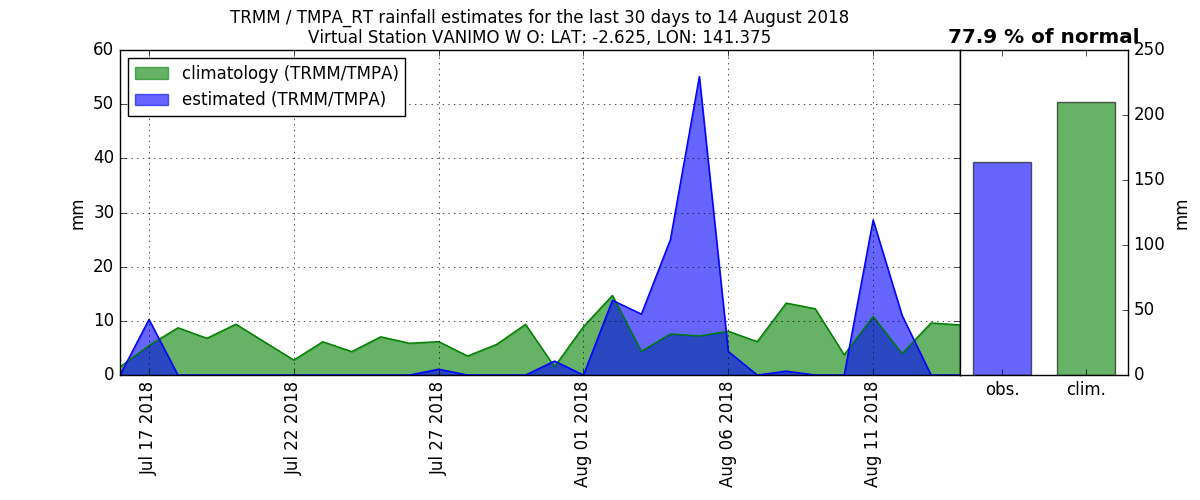 TRMM / TMPA_RT rainfall estimates for the last 30 days to 14 August 2018
Virtual Station VANIMO W O: LAT: -2.625, LON: 141.375
77.9 % of normal
climatology (TRMM/TMPA)
estimated (TRMM/TMPA)
60
50
40
30
20
10
0
mm
Jul 17 2018
Jul 22 2018
Jul 27 2018
Aug 01 2018
Aug 06 2018
Aug 11 2018
obs.
clim.
250
200
150
100
50
0
mm